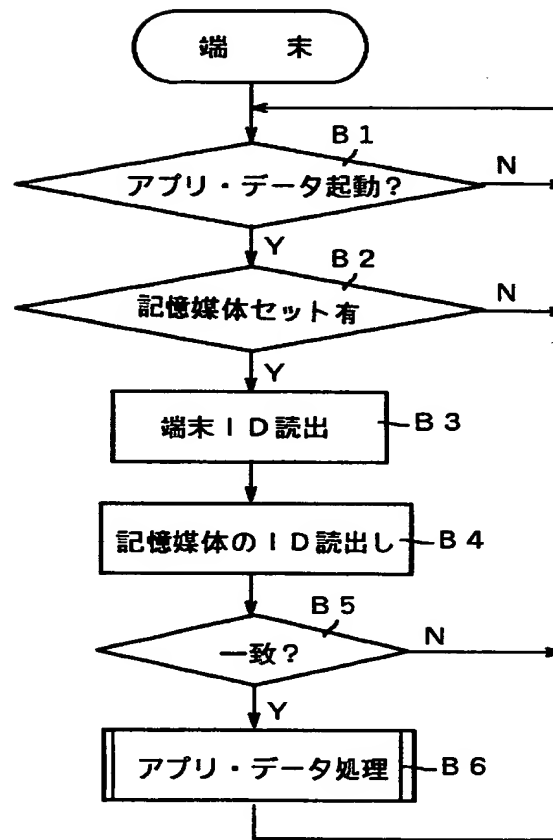 端 末
B1
アプリ・データ起動?
N
Y
B2
記憶媒体セット有
N
Y
端末ID読出
B3
記憶媒体のID読出し
B4
B5
一致?
N
Y
アプリ・データ処理
B6